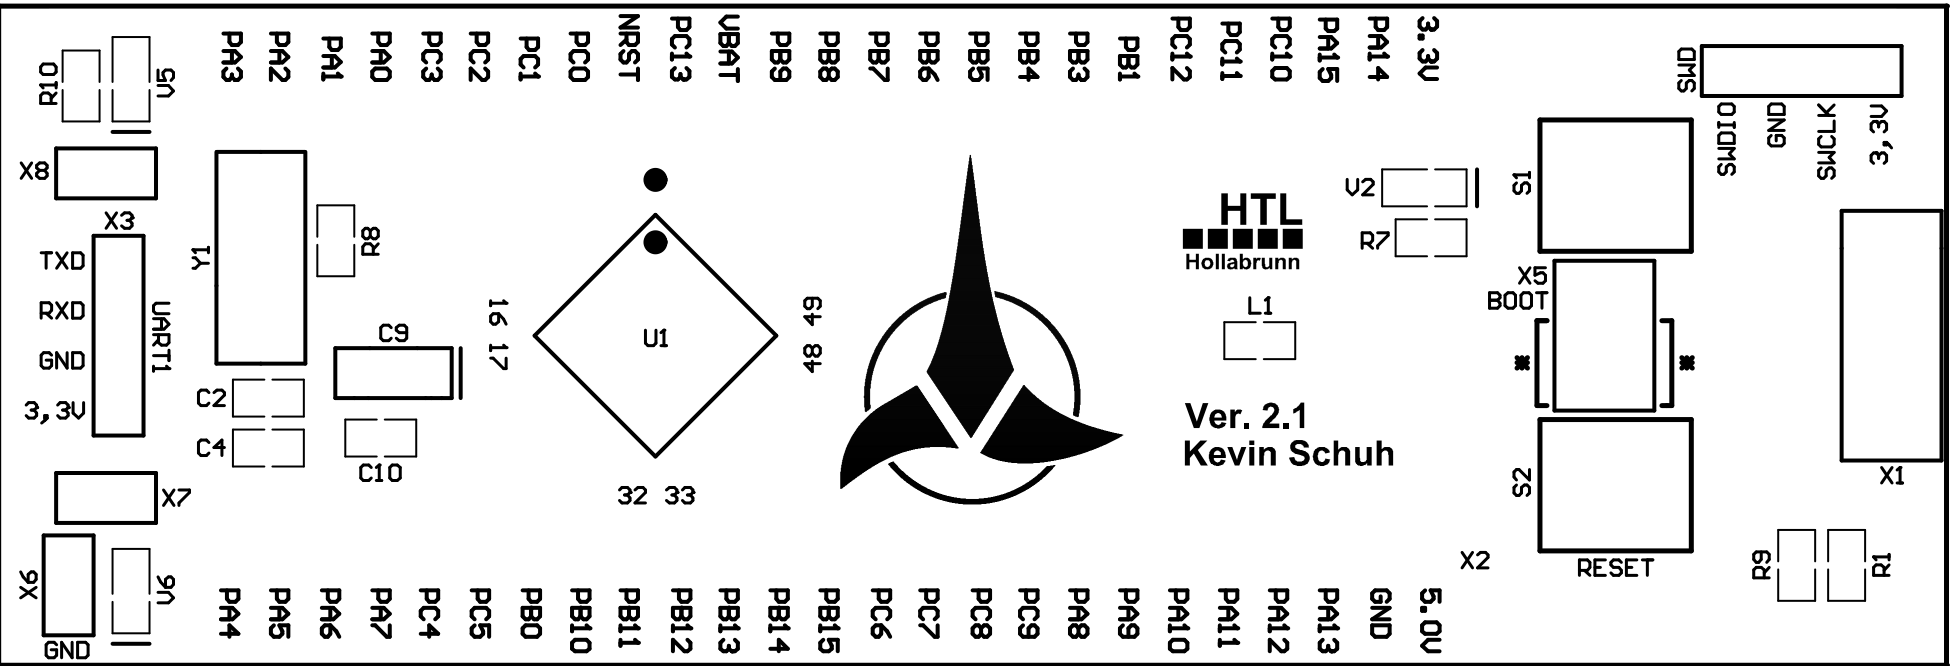 PA3
PA2
PA1
PA0
PC3
PC2
PC1
PC0
NRST
PC13
VBAT
PB9
PB8
PB7
PB6
PB5
PB4
PB3
PB1
PC12
PC11
PC10
PA15
PA14
3.3V
R10
V5
SWD
SWDIO
GND
SWCLK
3,3V
X8
X3
TXD
RXD
GND
3,3V
UART1
Y1
R8
C9
C2
C4
C10
16 17
U1
49
48
32 33
HTL
Hollabrunn
L1
Ver. 2.1
Kevin Schuh
V2
R7
S1
X5
BOOT
*
*
S2
X1
X2
RESET
R9
R1
X7
X6
V6
GND
PA4
PA5
PA6
PA7
PC4
PC5
PB0
PB10
PB11
PB12
PB13
PB14
PB15
PC6
PC7
PC8
PC9
PA8
PA9
PA10
PA11
PA12
PA13
GND
5.0V